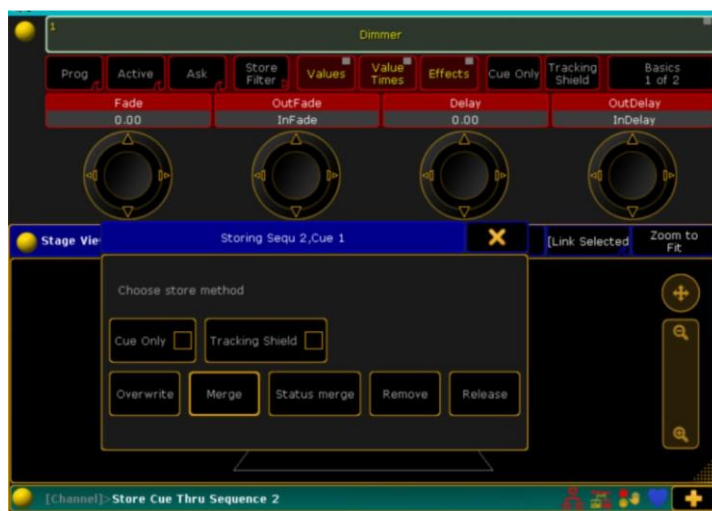 1
Dimmer
Prog Active Ask Store Filter Values Value Times Effects Cue Only Tracking Shield Basics 1 of 2
Fade OutFade Delay OutDelay
0.00 InFade 0.00 InDelay
Stage Vie
Storing Sequ 2,Cue 1
[Link Selected Zoom to Fit
Choose store method
Cue Only Tracking Shield
Overwrite Merge Status merge Remove Release
[Channel]>Store Cue Thru Sequence 2